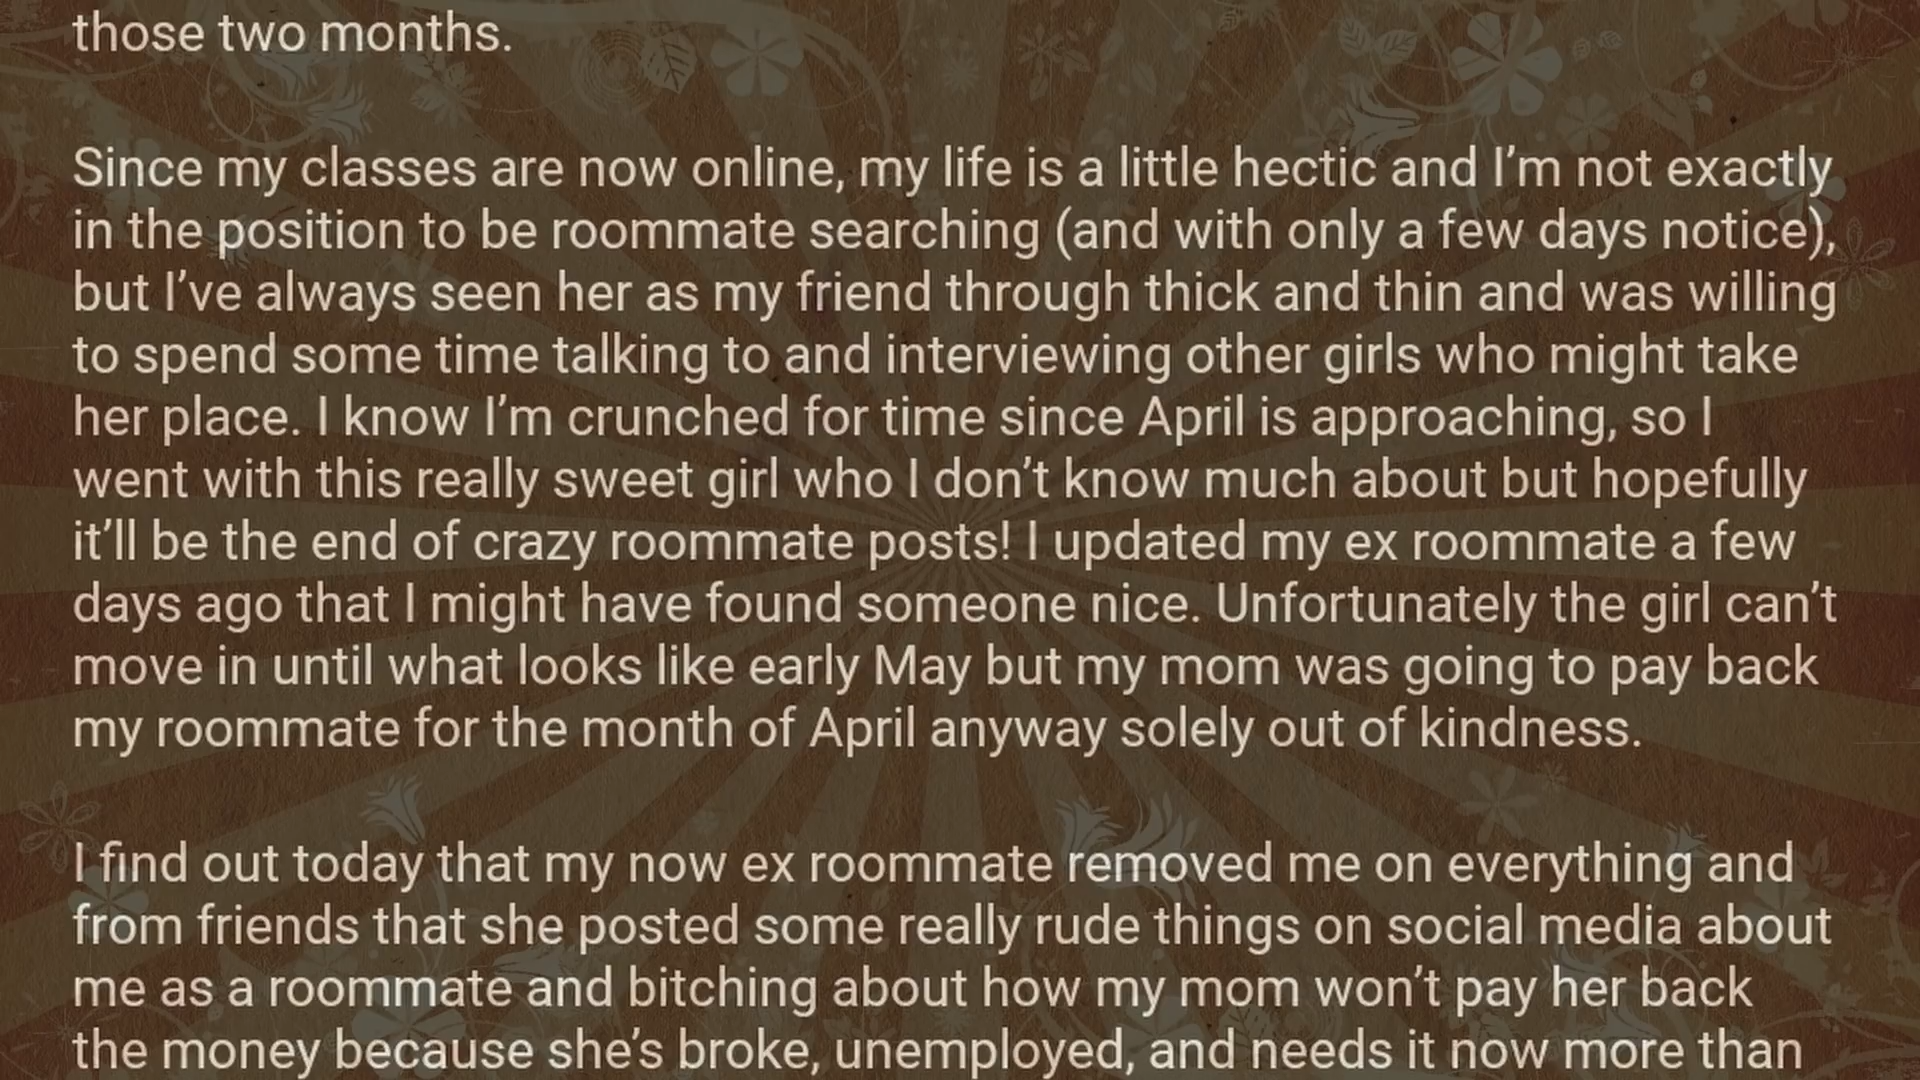 those two months.
Since my classes are now online, my life is a little hectic and I’m not exactly
in the position to be roommate searching (and with only a few days notice),
but I’ve always seen her as my friend through thick and thin and was willing
to spend some time talking to and interviewing other girls who might take
her place. I know I’m crunched for time since April is approaching, so I
went with this really sweet girl who I don’t know much about but hopefully
it’ll be the end of crazy roommate posts! I updated my ex roommate a few
days ago that I might have found someone nice. Unfortunately the girl can’t
move in until what looks like early May but my mom was going to pay back
my roommate for the month of April anyway solely out of kindness.
I find out today that my now ex roommate removed me on everything and
from friends that she posted some really rude things on social media about
me as a roommate and bitching about how my mom won’t pay her back
the money because she’s broke, unemployed, and needs it now more than